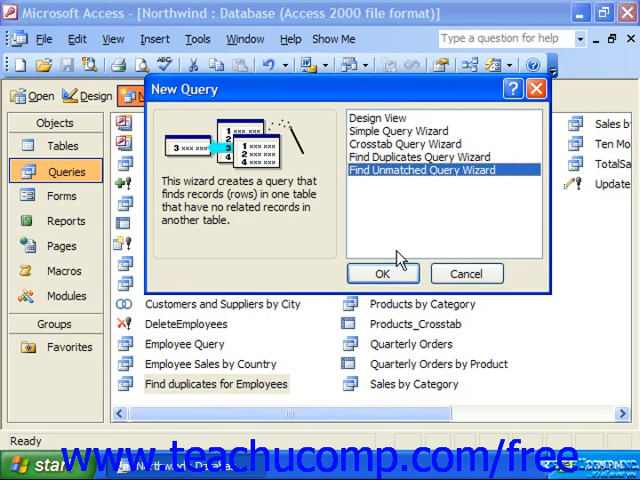 Microsoft Access - [Northwind : Database (Access 2000 file format)]
File Edit View Insert Tools Window Help Show Me
Type a question for help
Open Design
New Query
Objects
Tables
Queries
Forms
Reports
Pages
Macros
Modules
Groups
Favorites
This wizard creates a query that
finds records (rows) in one table
that have no related records in
another table.
Design View
Simple Query Wizard
Crosstab Query Wizard
Find Duplicates Query Wizard
Find Unmatched Query Wizard
OK Cancel
Sales b
Ten Mo
TotalSa
Update
Customers and Suppliers by City
DeleteEmployees
Employee Query
Employee Sales by Country
Find duplicates for Employees
Products by Category
Products_Crosstab
Quarterly Orders
Quarterly Orders by Product
Sales by Category
Ready
www.teachucomp.com/free
start